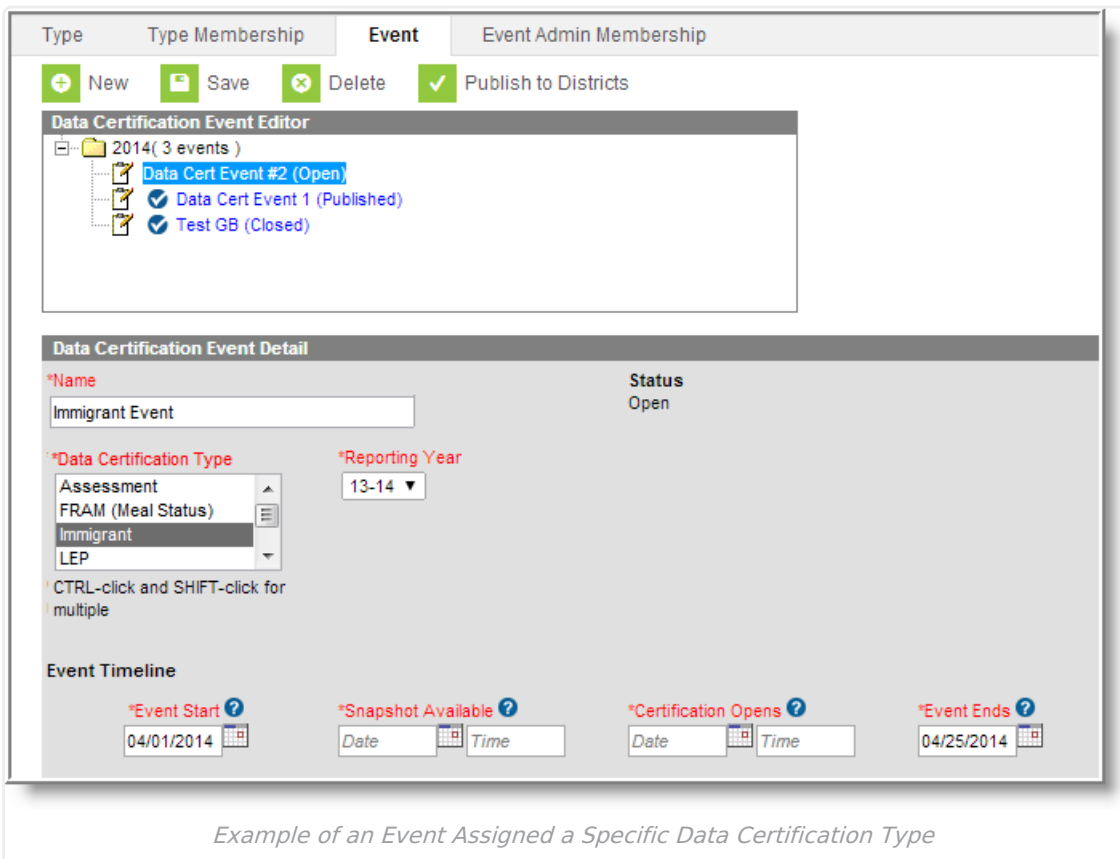 Type Type Membership Event Event Admin Membership
New Save Delete Publish to Districts
Data Certification Event Editor
2014( 3 events )
Data Cert Event #2 (Open)
Data Cert Event 1 (Published)
Test GB (Closed)
Data Certification Event Detail
*Name Status
Immigrant Event Open
*Data Certification Type *Reporting Year
Assessment 13-14
FRAM (Meal Status)
Immigrant
LEP
CTRL-click and SHIFT-click for
multiple
Event Timeline
*Event Start ? *Snapshot Available ? *Certification Opens ? *Event Ends ?
04/01/2014 Date Time Date Time 04/25/2014
Example of an Event Assigned a Specific Data Certification Type